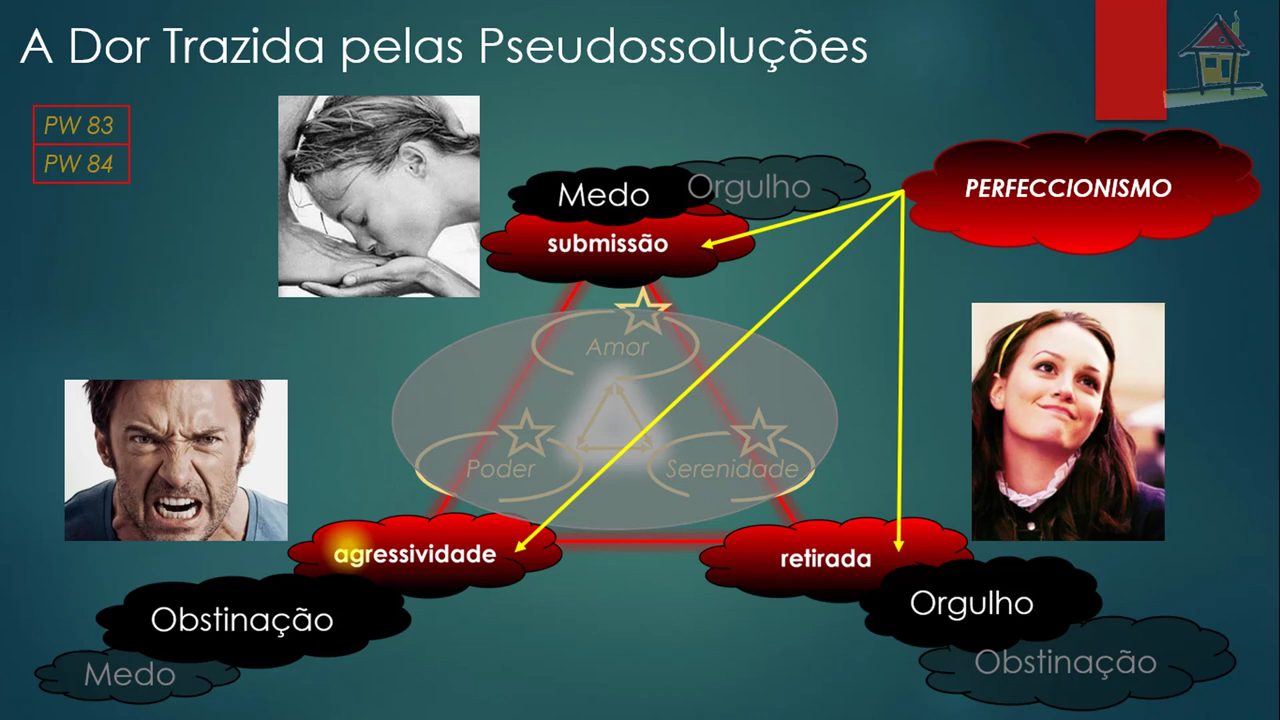 A Dor Trazida pelas Pseudossoluções
PW 83
PW 84
Medo
Orgulho
PERFECCIONISMO
submissão
Amor
Poder
Serenidade
agressividade
retirada
Obstinação
Orgulho
Medo
Obstinação